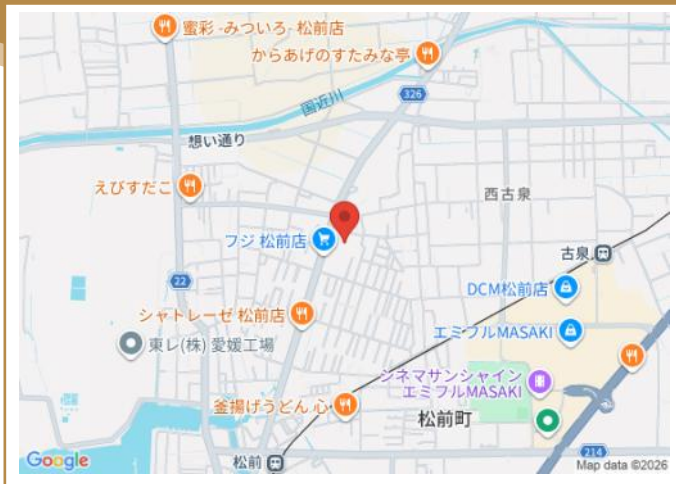 蜜彩 -みついろ- 松前店
からあげのすたみな亭
国近川
326
想い通り
えびすだこ
西古泉
フジ 松前店
古泉
22
DCM松前店
シャトレーゼ 松前店
エミフルMASAKI
東レ(株) 愛媛工場
シネマサンシャイン
エミフルMASAKI
釜揚げうどん 心
松前町
214
松前
Google
Map data ©2026